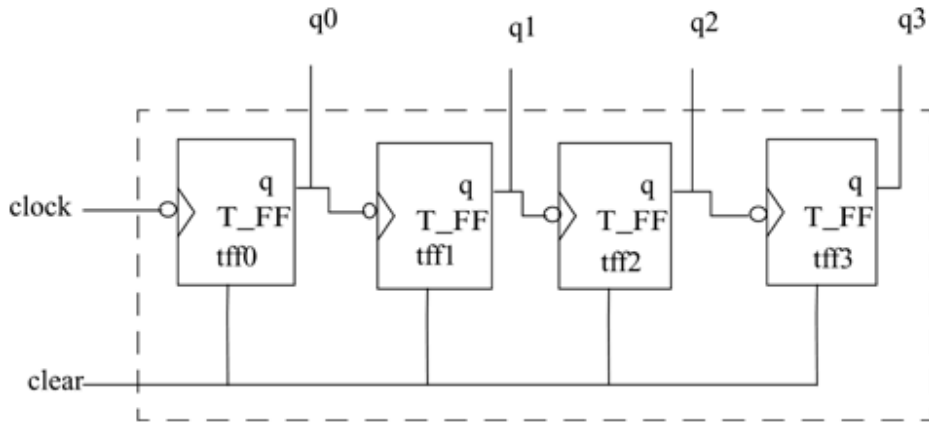 q0 q1 q2 q3
q q q q
clock T_FF T_FF T_FF T_FF
tff0 tff1 tff2 tff3
clear